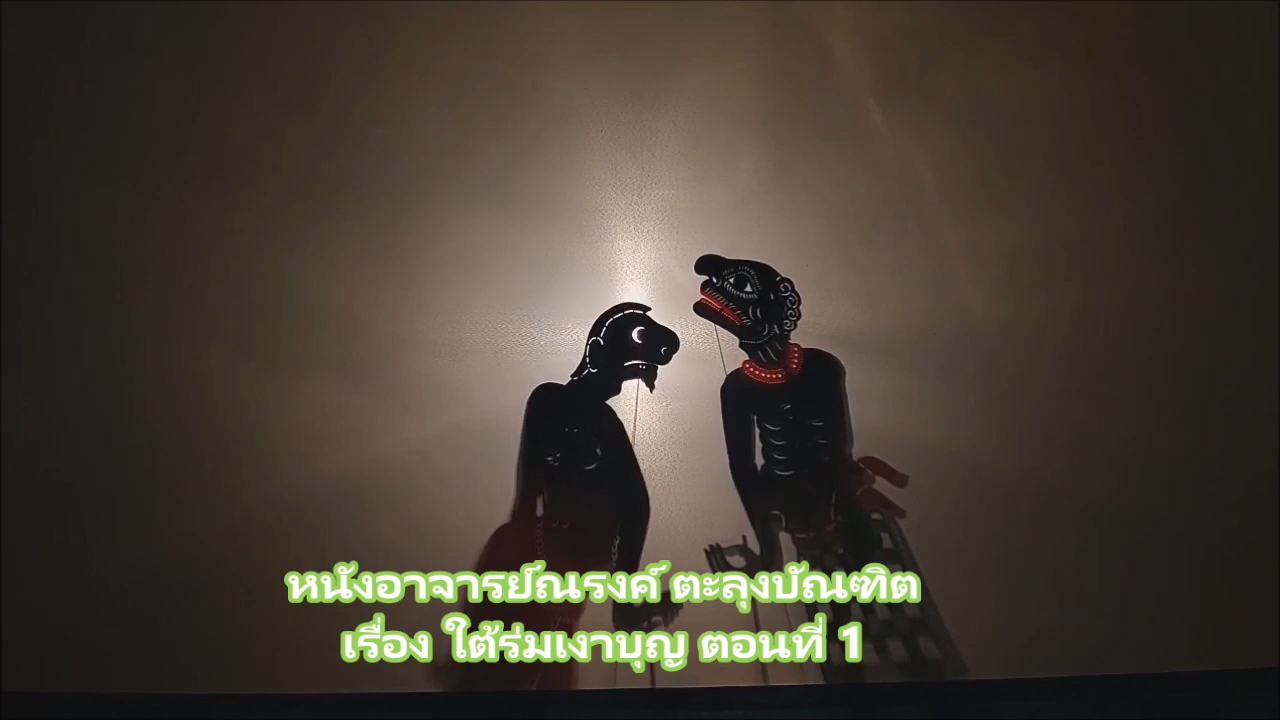 หนังอาจารย์ณรงค์ ตะลุงบัณฑิต
เรื่อง ใต้ร่มเงาบุญ ตอนที่ 1